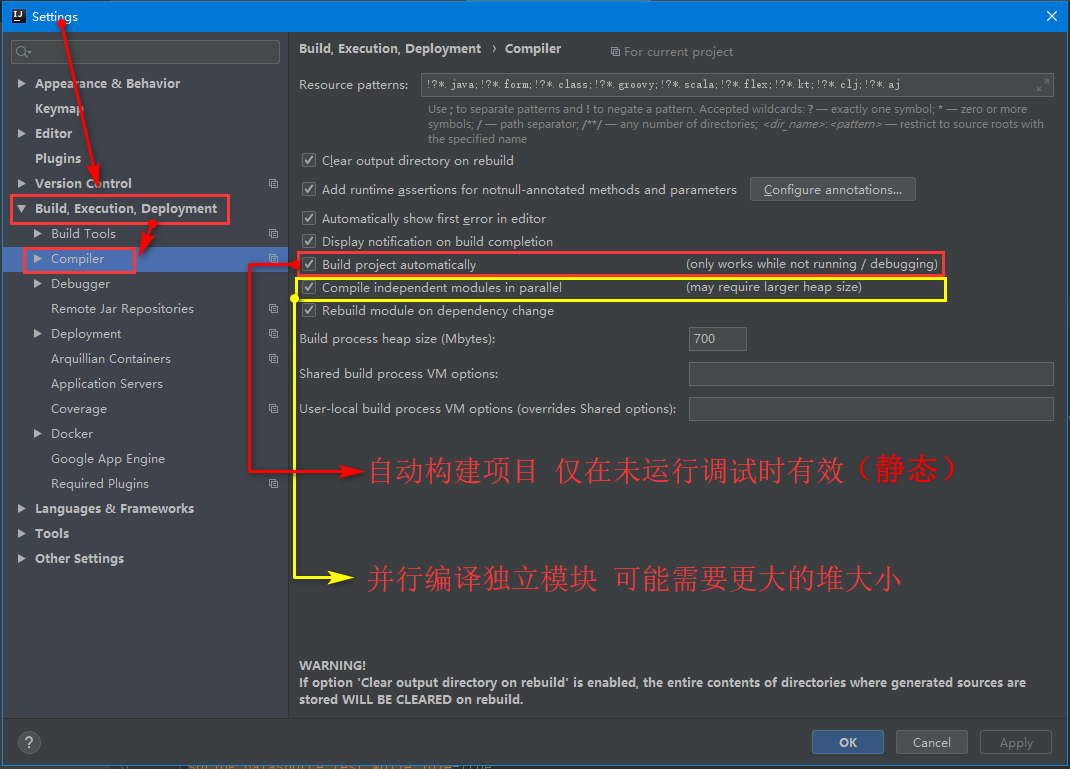 Settings
Appearance & Behavior
Keymap
Editor
Plugins
Version Control
Build, Execution, Deployment
Build Tools
Compiler
Debugger
Remote Jar Repositories
Deployment
Arquillian Containers
Application Servers
Coverage
Docker
Google App Engine
Required Plugins
Languages & Frameworks
Tools
Other Settings
Build, Execution, Deployment › Compiler
For current project
Resource patterns: !?*.java;!?*.form;!?*.class;!?*.groovy;!?*.scala;!?*.flex;!?*.kt;!?*.clj;!?*.aj
Use ; to separate patterns and ! to negate a pattern. Accepted wildcards: ? — exactly one symbol; * — zero or more
symbols; / — path separator; /**/ — any number of directories; <dir_name>:<pattern> — restrict to source roots with
the specified name
Clear output directory on rebuild
Add runtime assertions for notnull-annotated methods and parameters Configure annotations...
Automatically show first error in editor
Display notification on build completion
Build project automatically (only works while not running / debugging)
Compile independent modules in parallel (may require larger heap size)
Rebuild module on dependency change
Build process heap size (Mbytes): 700
Shared build process VM options:
User-local build process VM options (overrides Shared options):
自动构建项目 仅在未运行调试时有效（静态）
并行编译独立模块 可能需要更大的堆大小
WARNING!
If option 'Clear output directory on rebuild' is enabled, the entire contents of directories where generated sources are
stored WILL BE CLEARED on rebuild.
?
OK Cancel Apply